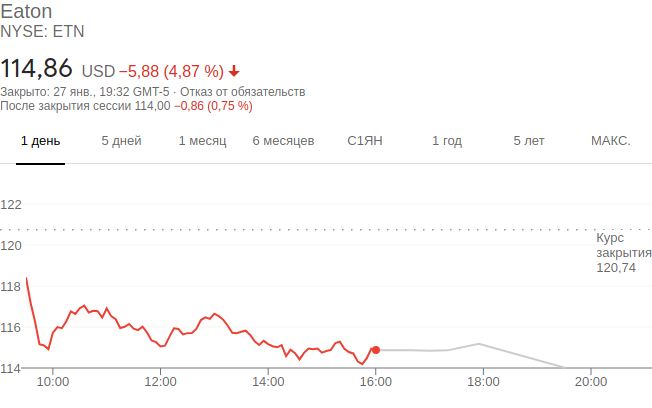 Eaton
NYSE: ETN
114,86 USD −5,88 (4,87 %)
Закрыто: 27 янв., 19:32 GMT-5 · Отказ от обязательств
После закрытия сессии 114,00 −0,86 (0,75 %)
1 день 5 дней 1 месяц 6 месяцев С1ЯН 1 год 5 лет МАКС.
122
120
118
116
114
Курс
закрытия
120,74
10:00 12:00 14:00 16:00 18:00 20:00